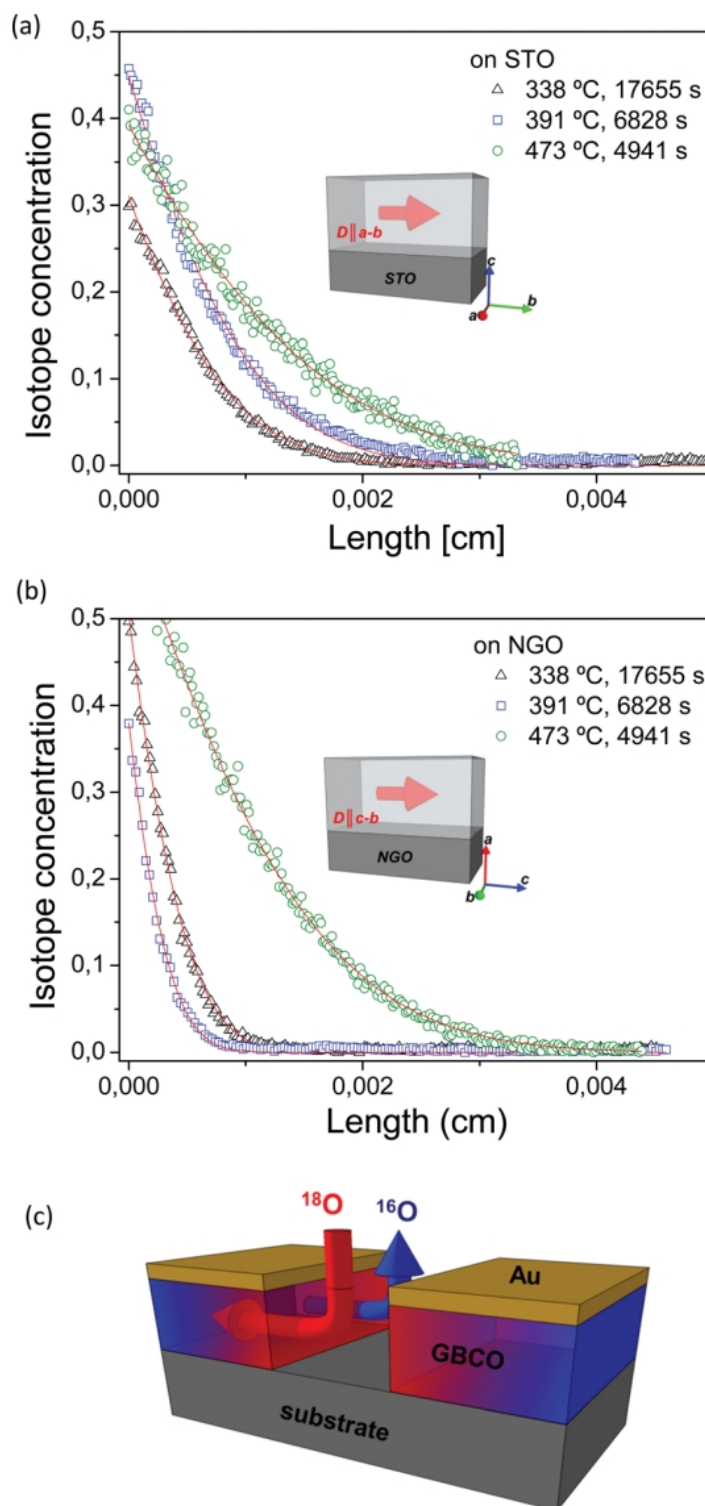 (a)
0,5
0,4
0,3
0,2
0,1
0,0
Isotope concentration
on STO
△ 338 ºC, 17655 s
□ 391 ºC, 6828 s
○ 473 ºC, 4941 s
D∥a-b
STO
c
b
a
0,000
0,002
0,004
Length [cm]
(b)
0,5
0,4
0,3
0,2
0,1
0,0
Isotope concentration
on NGO
△ 338 ºC, 17655 s
□ 391 ºC, 6828 s
○ 473 ºC, 4941 s
D∥c-b
NGO
a
c
b
0,000
0,002
0,004
Length (cm)
(c)
¹⁸O
¹⁶O
Au
GBCO
substrate